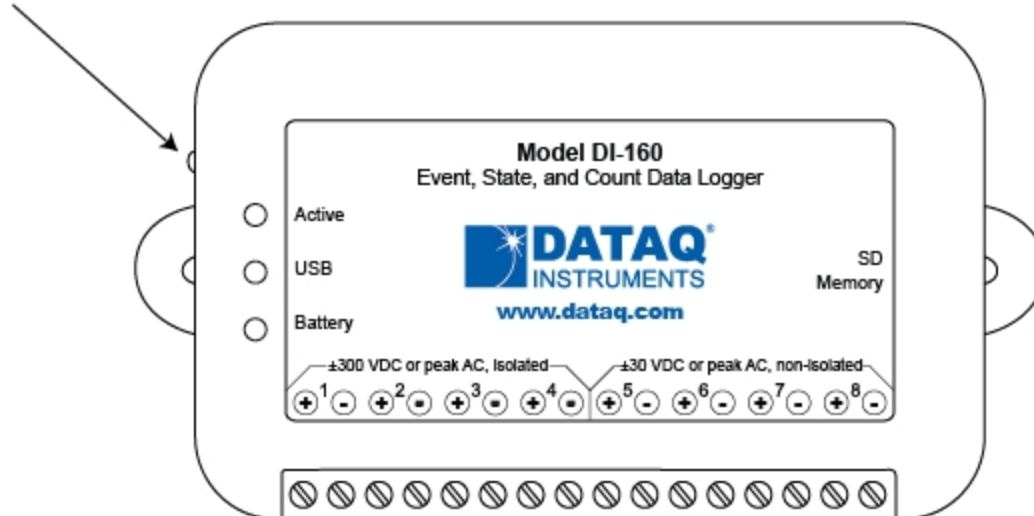 Model DI-160
Event, State, and Count Data Logger
Active
USB
Battery
DATAQ®
INSTRUMENTS
www.dataq.com
SD
Memory
±300 VDC or peak AC, Isolated
±30 VDC or peak AC, non-Isolated
+ 1 - + 2 - + 3 - + 4 - + 5 - + 6 - + 7 - + 8 -